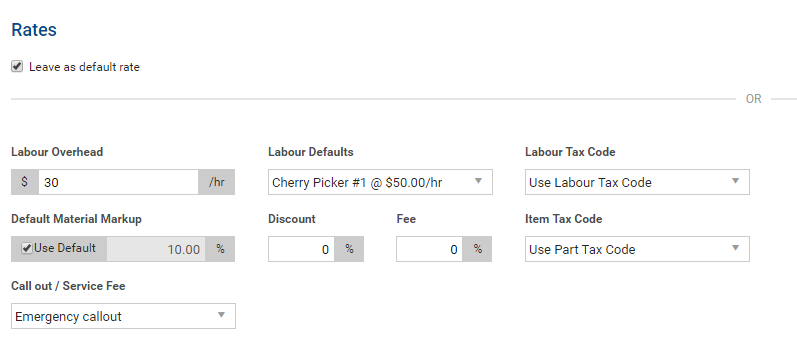 Rates
Leave as default rate
OR
Labour Overhead Labour Defaults Labour Tax Code
$ 30 /hr Cherry Picker #1 @ $50.00/hr Use Labour Tax Code
Default Material Markup Discount Fee Item Tax Code
Use Default 10.00 % 0 % 0 % Use Part Tax Code
Call out / Service Fee
Emergency callout